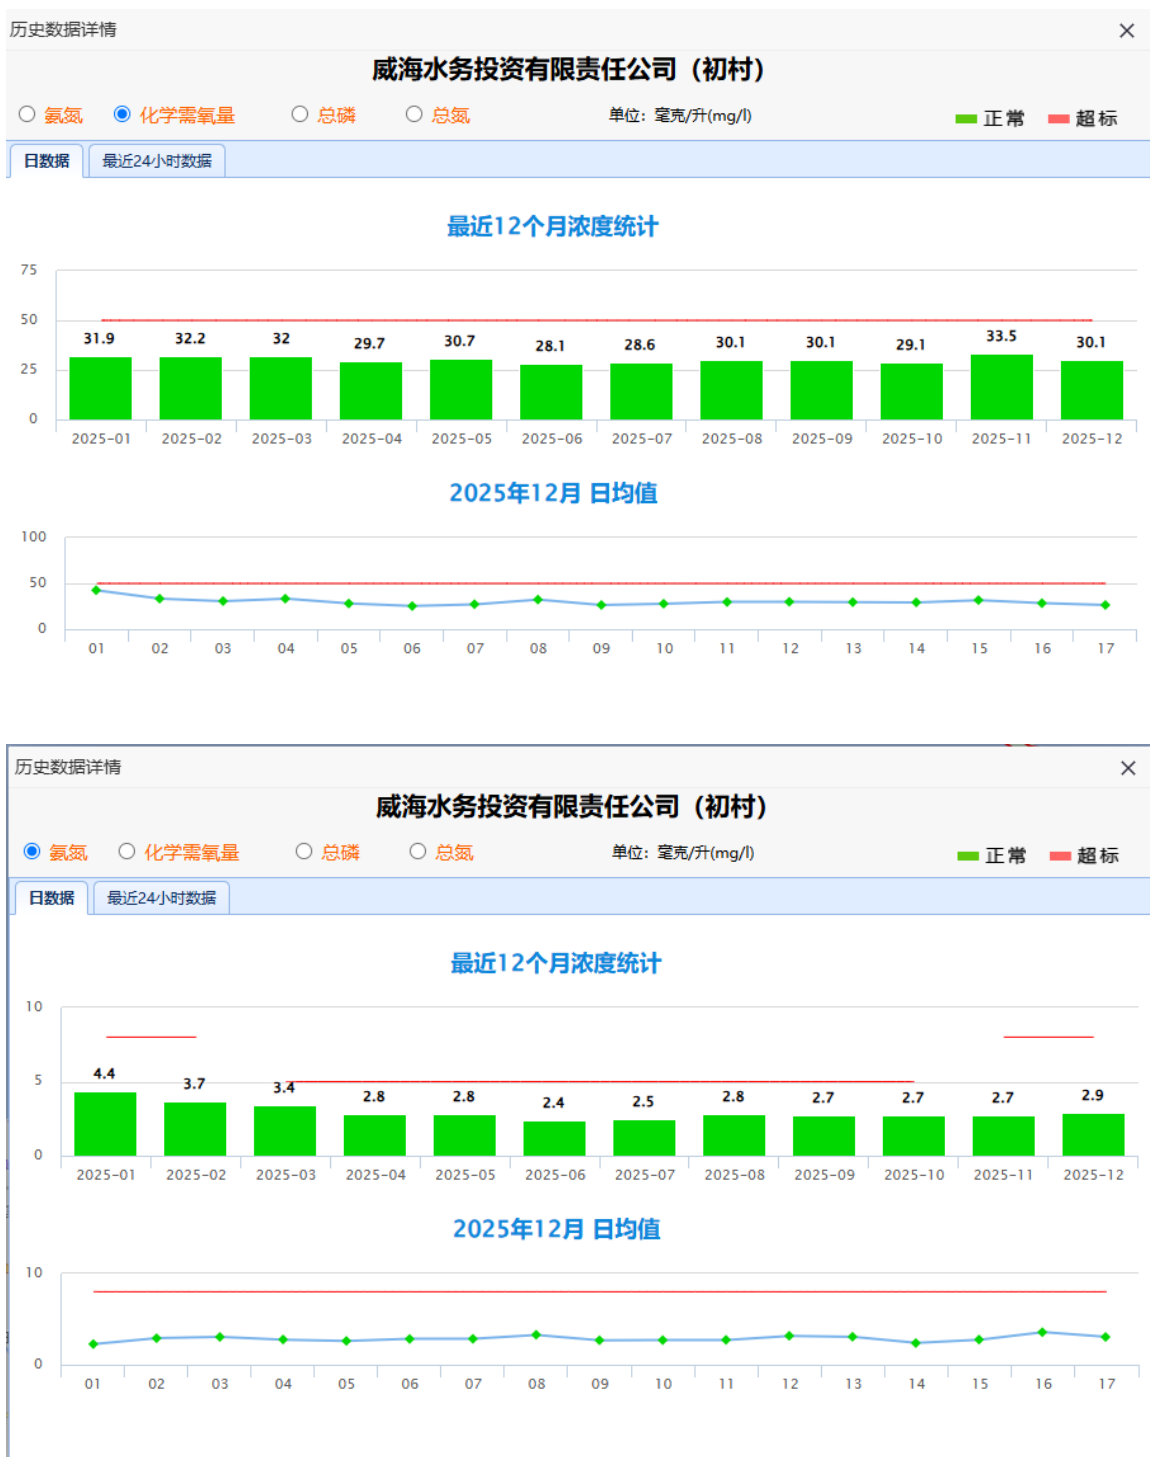 历史数据详情
威海水务投资有限责任公司（初村）
氨氮 化学需氧量 总磷 总氮 单位：毫克/升(mg/l) 正常 超标
日数据 最近24小时数据
最近12个月浓度统计
75
50
31.9 32.2 32 29.7 30.7 28.1 28.6 30.1 30.1 29.1 33.5 30.1
25
0
2025-01 2025-02 2025-03 2025-04 2025-05 2025-06 2025-07 2025-08 2025-09 2025-10 2025-11 2025-12
2025年12月 日均值
100
50
0
01 02 03 04 05 06 07 08 09 10 11 12 13 14 15 16 17
历史数据详情
威海水务投资有限责任公司（初村）
氨氮 化学需氧量 总磷 总氮 单位：毫克/升(mg/l) 正常 超标
日数据 最近24小时数据
最近12个月浓度统计
10
5
4.4 3.7 3.4 2.8 2.8 2.4 2.5 2.8 2.7 2.7 2.7 2.9
0
2025-01 2025-02 2025-03 2025-04 2025-05 2025-06 2025-07 2025-08 2025-09 2025-10 2025-11 2025-12
2025年12月 日均值
10
0
01 02 03 04 05 06 07 08 09 10 11 12 13 14 15 16 17